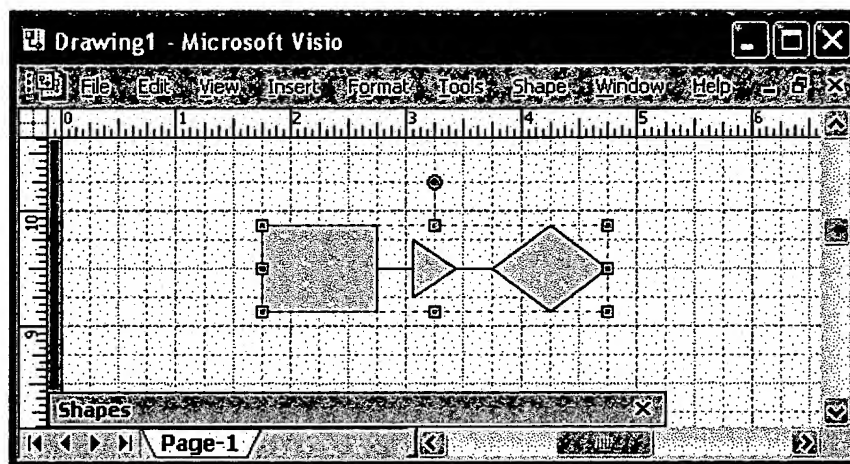 Drawing1 - Microsoft Visio
File Edit View Insert Format Tools Shape Window Help
0 1 2 3 4 5 6
10
9
Shapes
Page-1